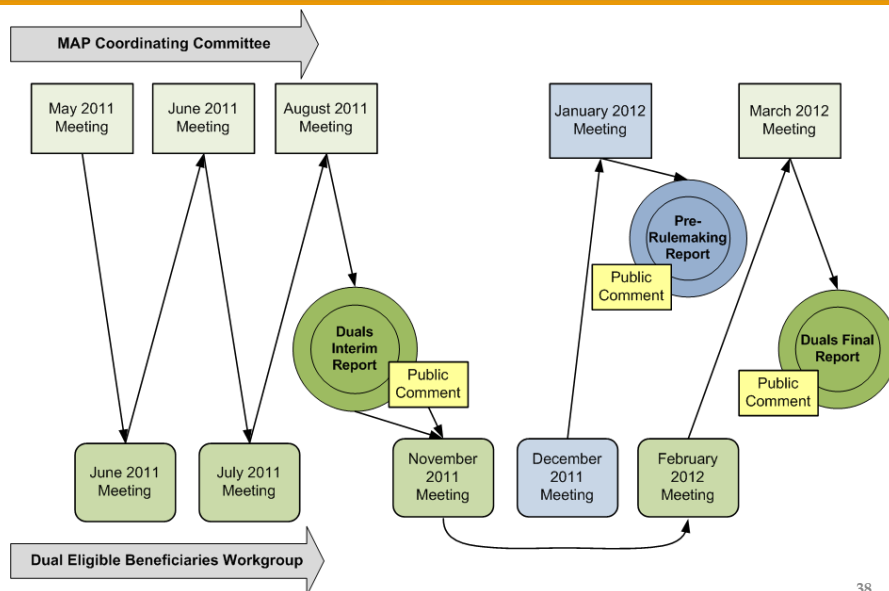 MAP Coordinating Committee
May 2011
Meeting
June 2011
Meeting
August 2011
Meeting
January 2012
Meeting
March 2012
Meeting
Pre-
Rulemaking
Report
Public
Comment
Duals
Interim
Report
Public
Comment
Duals Final
Report
Public
Comment
June 2011
Meeting
July 2011
Meeting
November
2011
Meeting
December
2011
Meeting
February
2012
Meeting
Dual Eligible Beneficiaries Workgroup
38